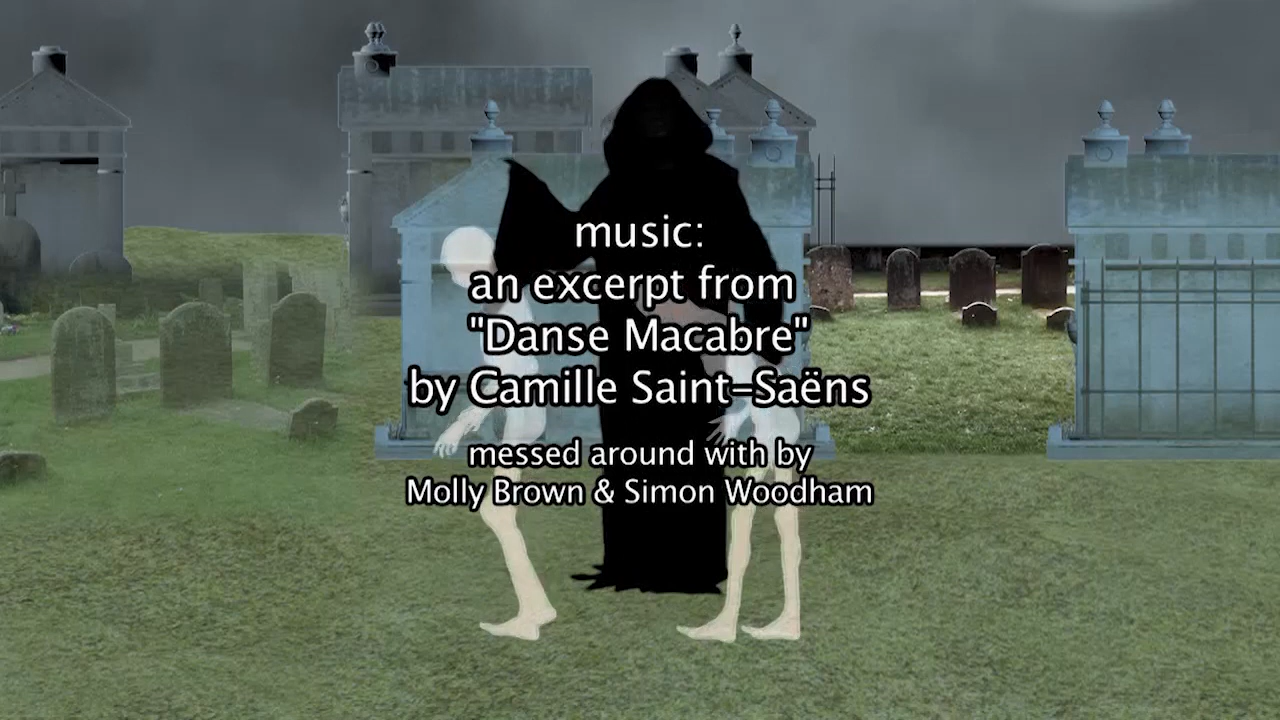 music:
an excerpt from
"Danse Macabre"
by Camille Saint-Saëns
messed around with by
Molly Brown & Simon Woodham